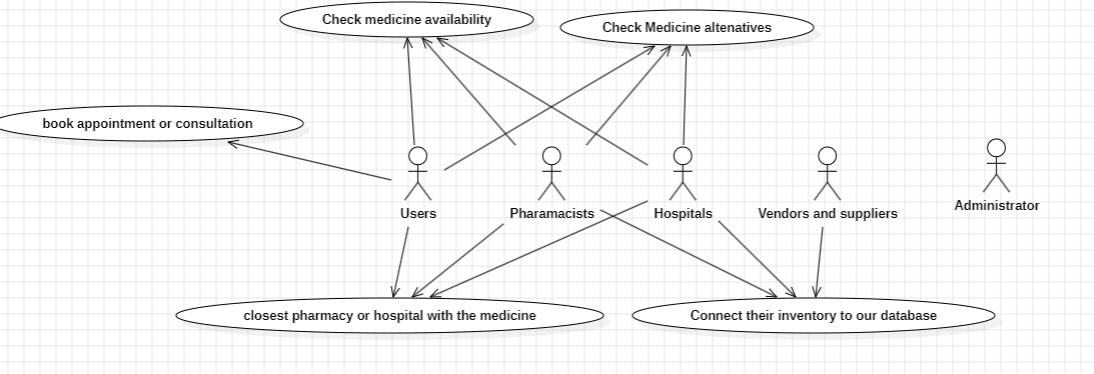 Check medicine availability
Check Medicine altenatives
book appointment or consultation
Users
Pharamacists
Hospitals
Vendors and suppliers
Administrator
closest pharmacy or hospital with the medicine
Connect their inventory to our database